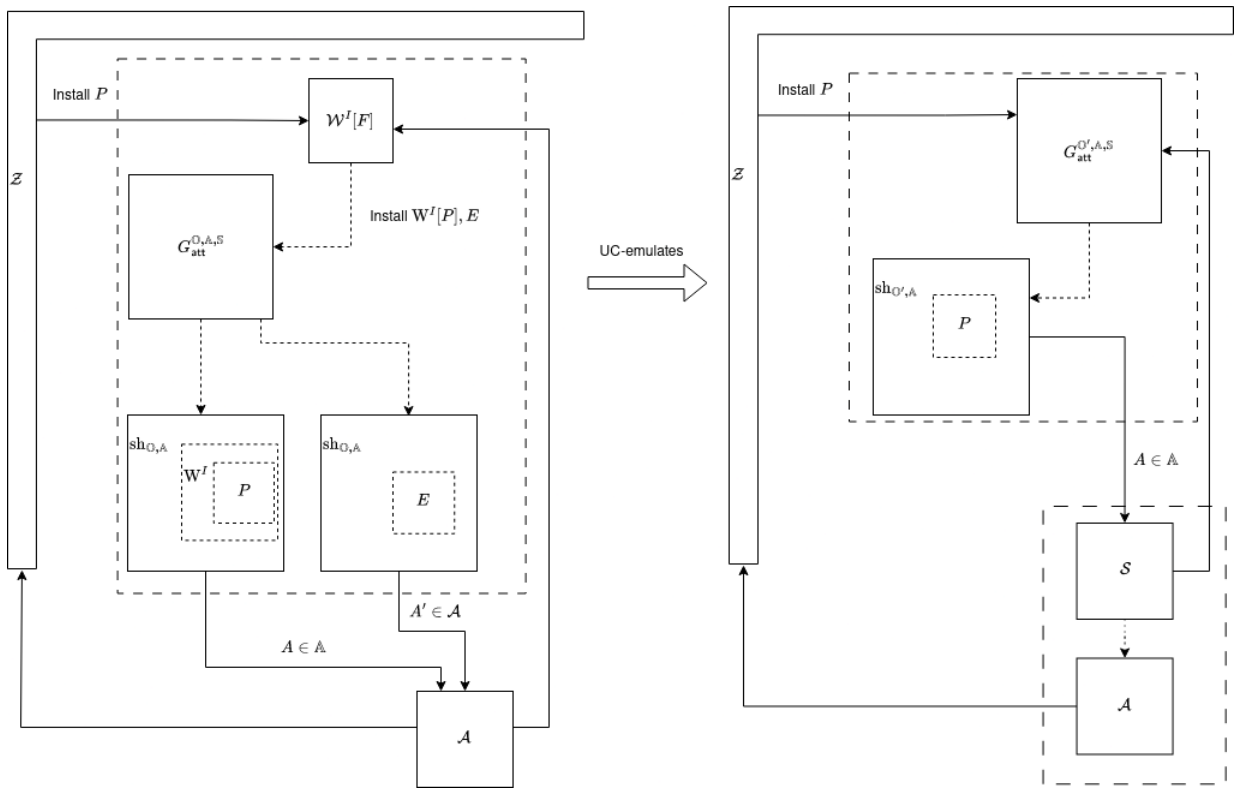 Install P
𝒲^I[F]
𝒵
Install W^I[P], E
G_att^{𝕆,𝔸,𝕊}
sh_{𝕆,𝔸}
W^I
P
sh_{𝕆,𝔸}
E
A′ ∈ 𝒜
A ∈ 𝔸
𝒜
UC-emulates
Install P
𝒵
G_att^{𝕆′,𝔸,𝕊}
sh_{𝕆′,𝔸}
P
A ∈ 𝔸
𝒮
𝒜